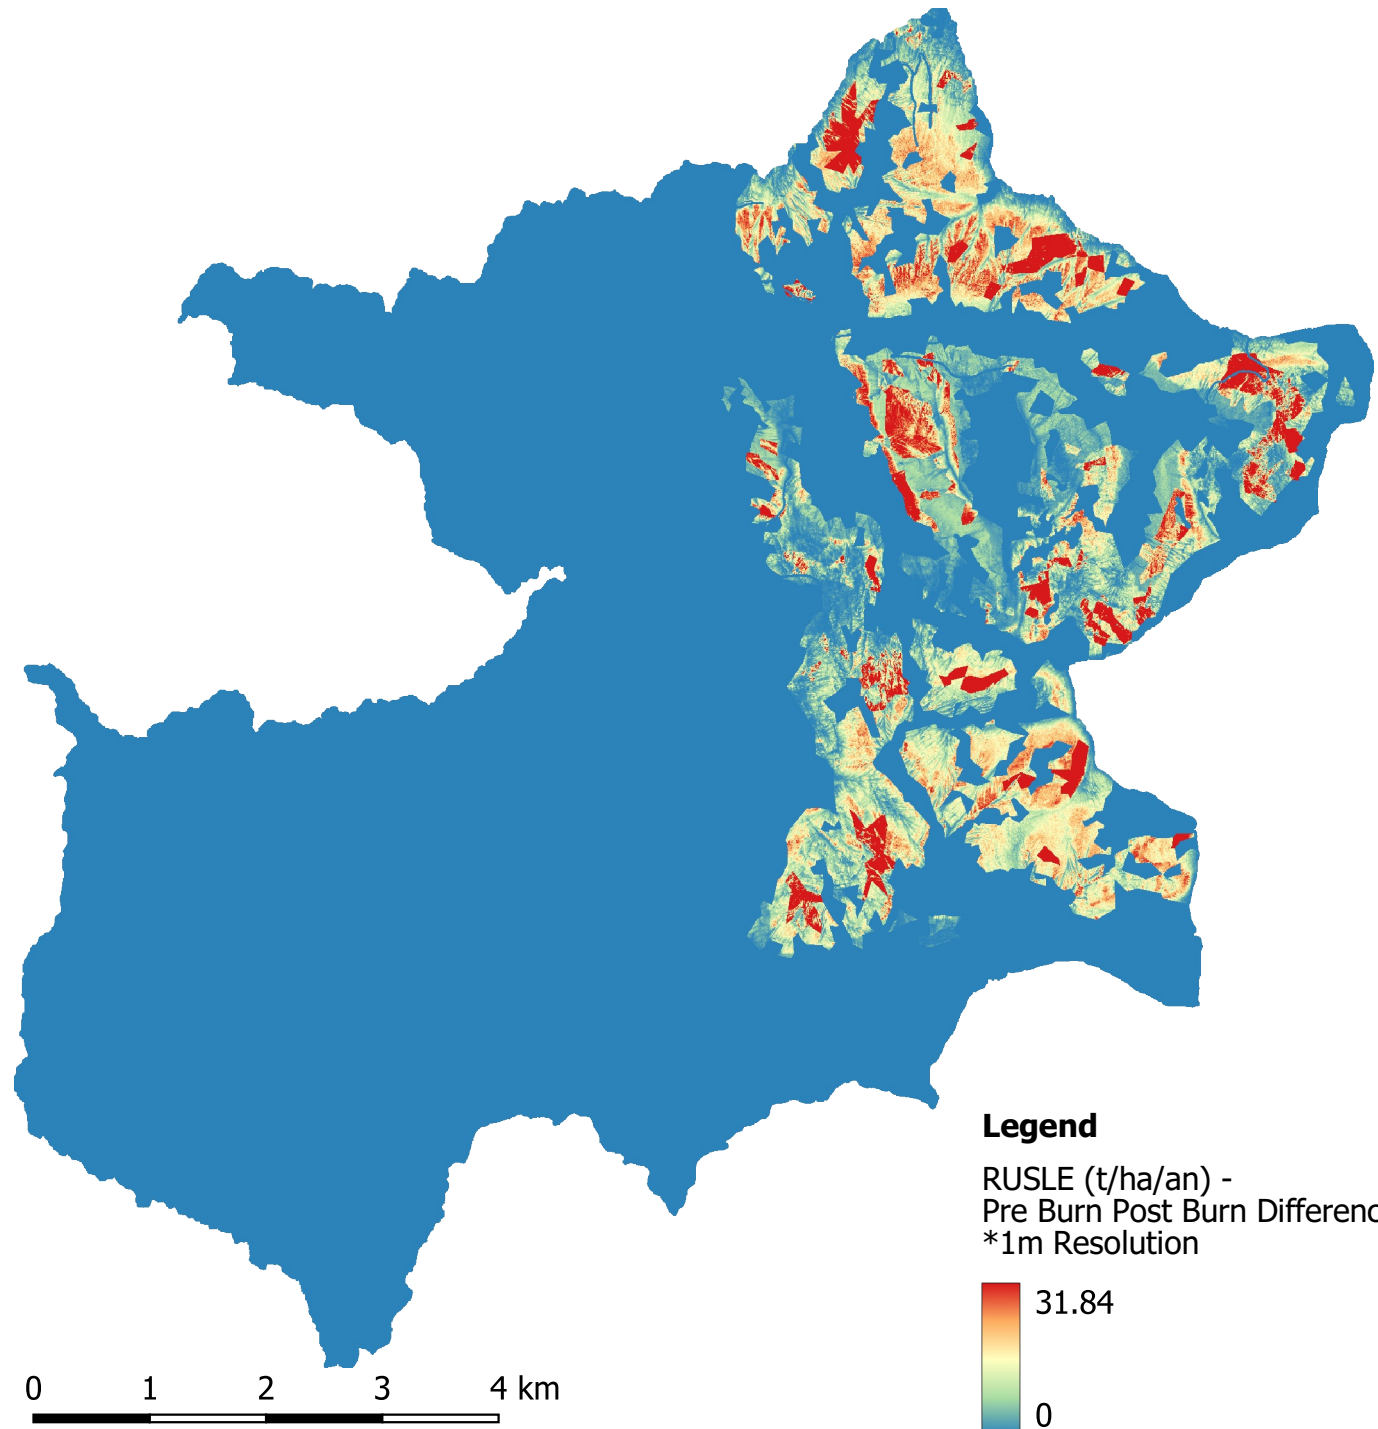 Legend
RUSLE (t/ha/an) -
Pre Burn Post Burn Differenc
*1m Resolution
31.84
0
0 1 2 3 4 km